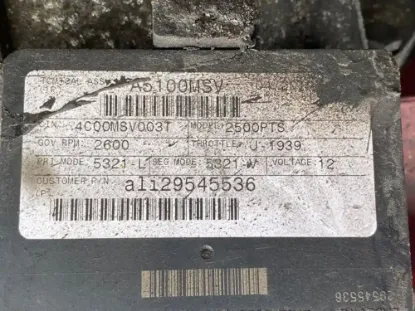 A5100MSV
4C00MSV003T MODEL: 2500PTS
GOV RPM: 2600 THROTTLE: J-1939
PRI MODE: 5321-L SEC MODE: 5321-W VOLTAGE: 12
CUSTOMER P/N
ali29545536
29545536